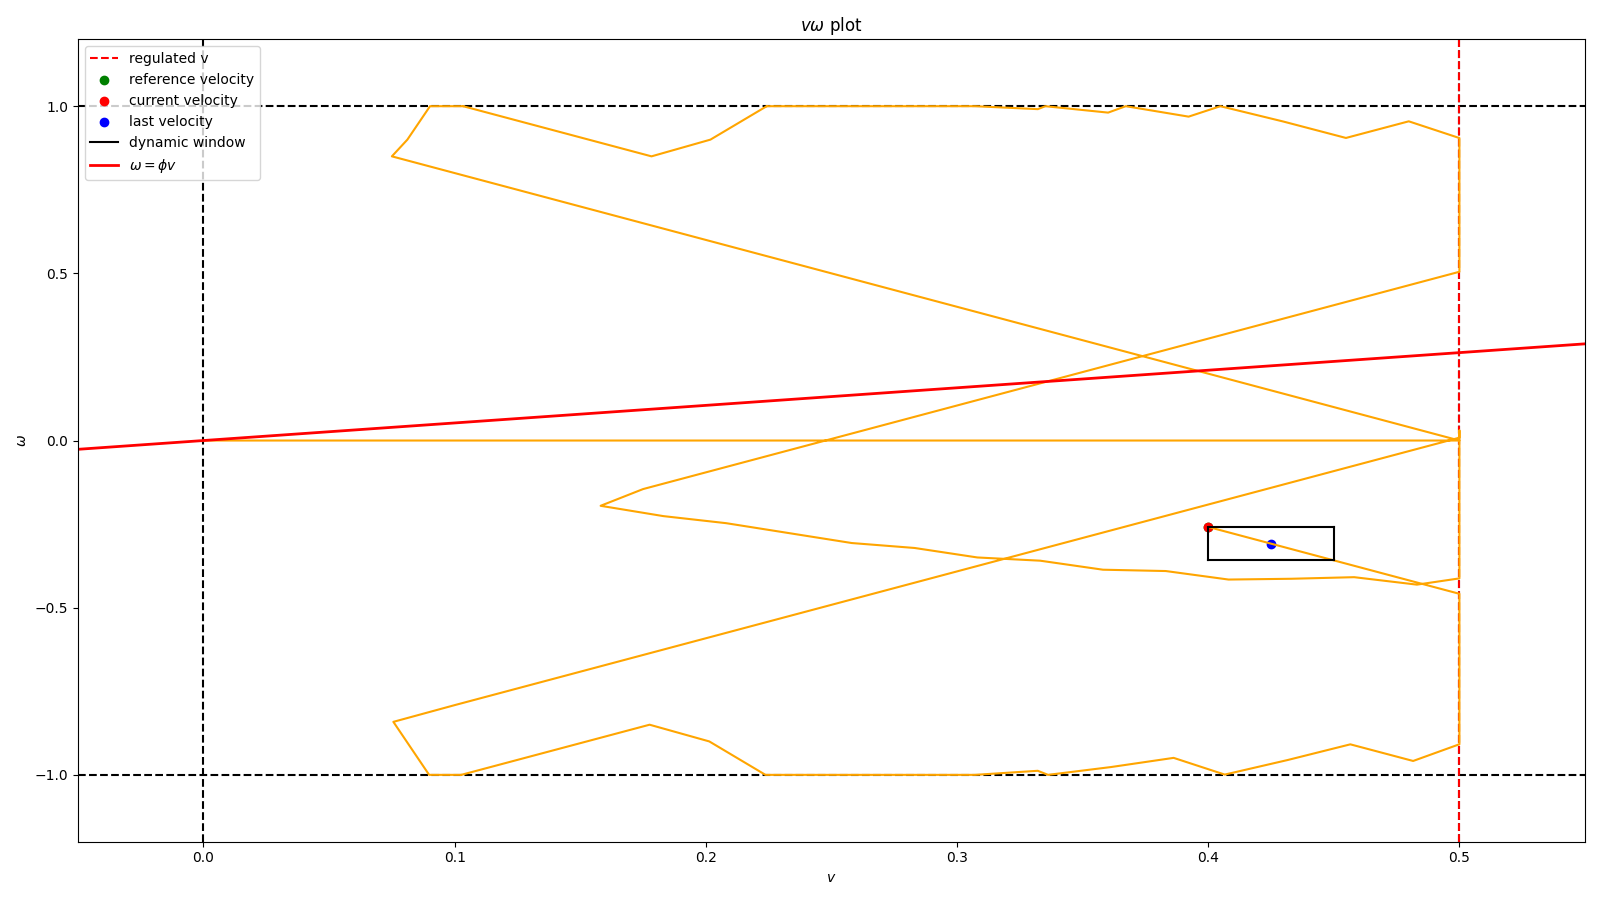 vω plot
regulated v
reference velocity
current velocity
last velocity
dynamic window
ω = ϕv
1.0
0.5
0.0
−0.5
−1.0
ω
0.0 0.1 0.2 0.3 0.4 0.5
v